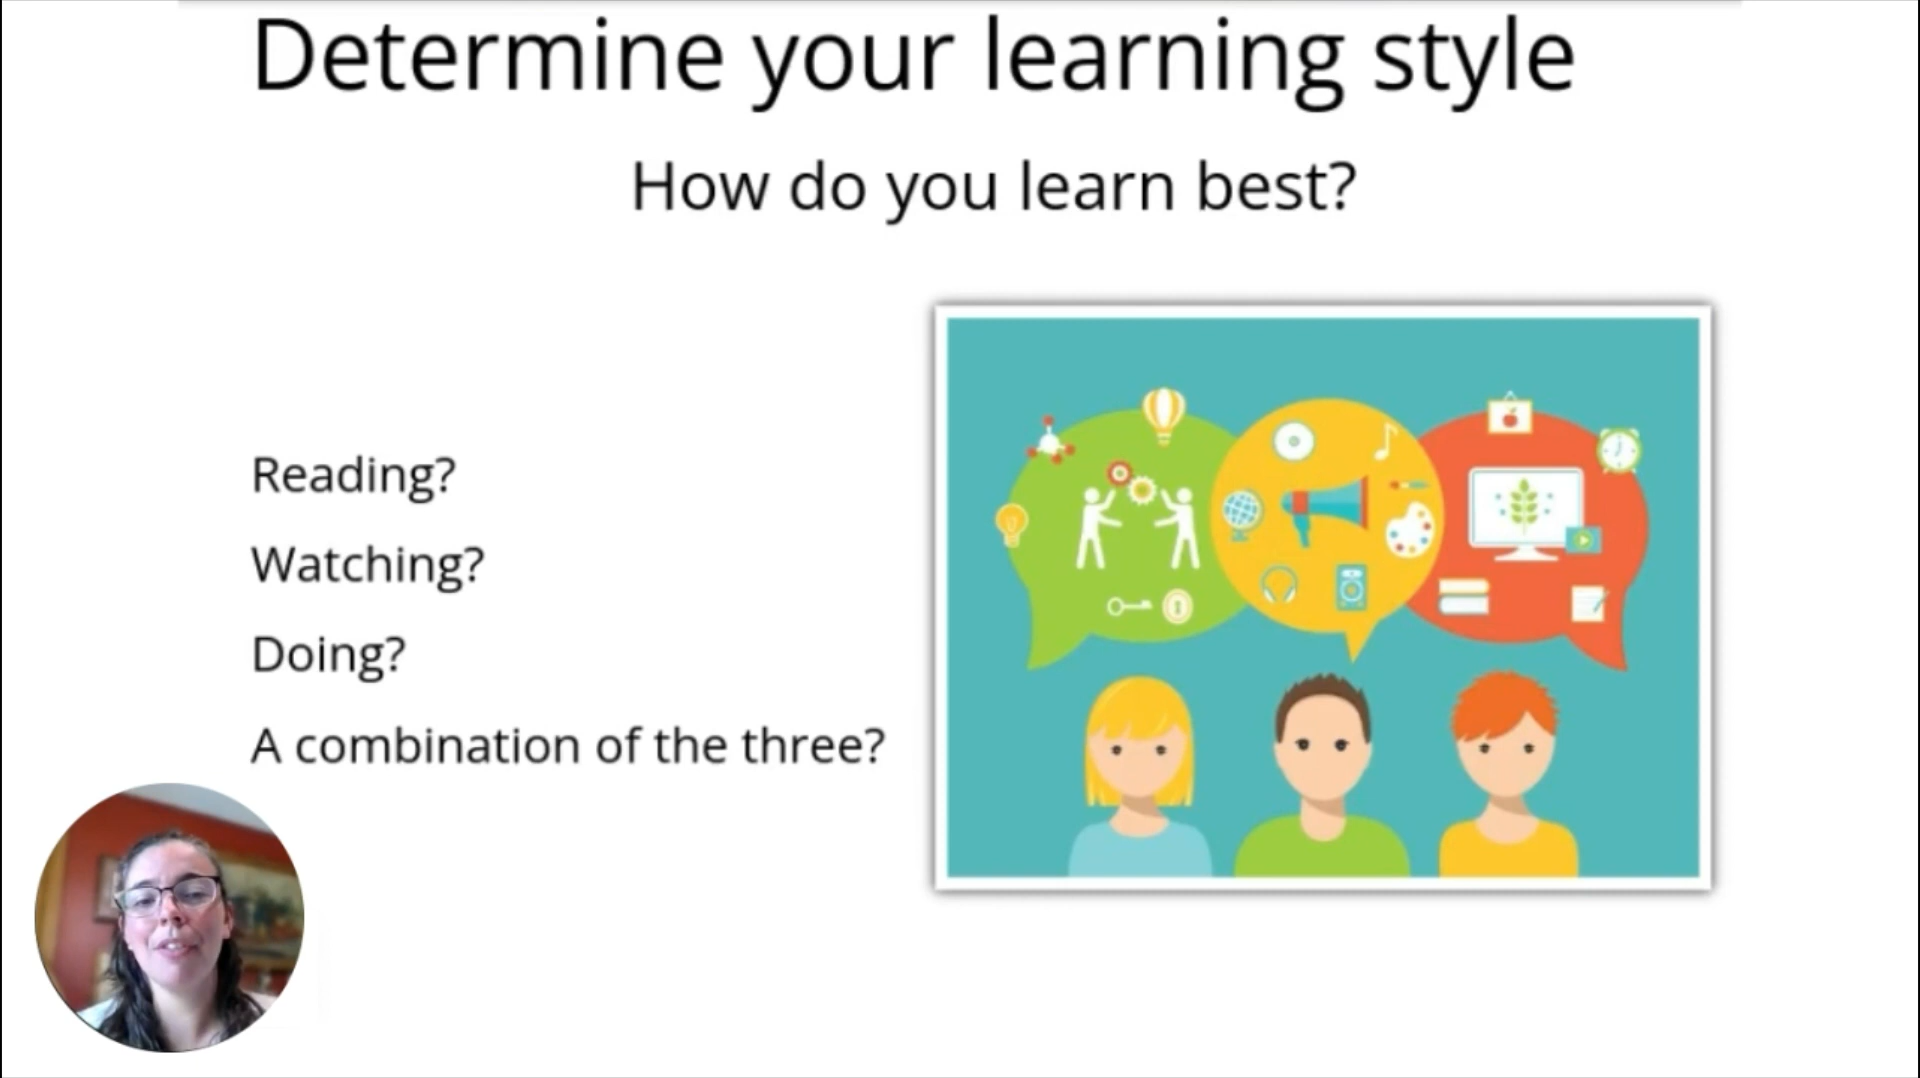 Determine your learning style
How do you learn best?
Reading?
Watching?
Doing?
A combination of the three?